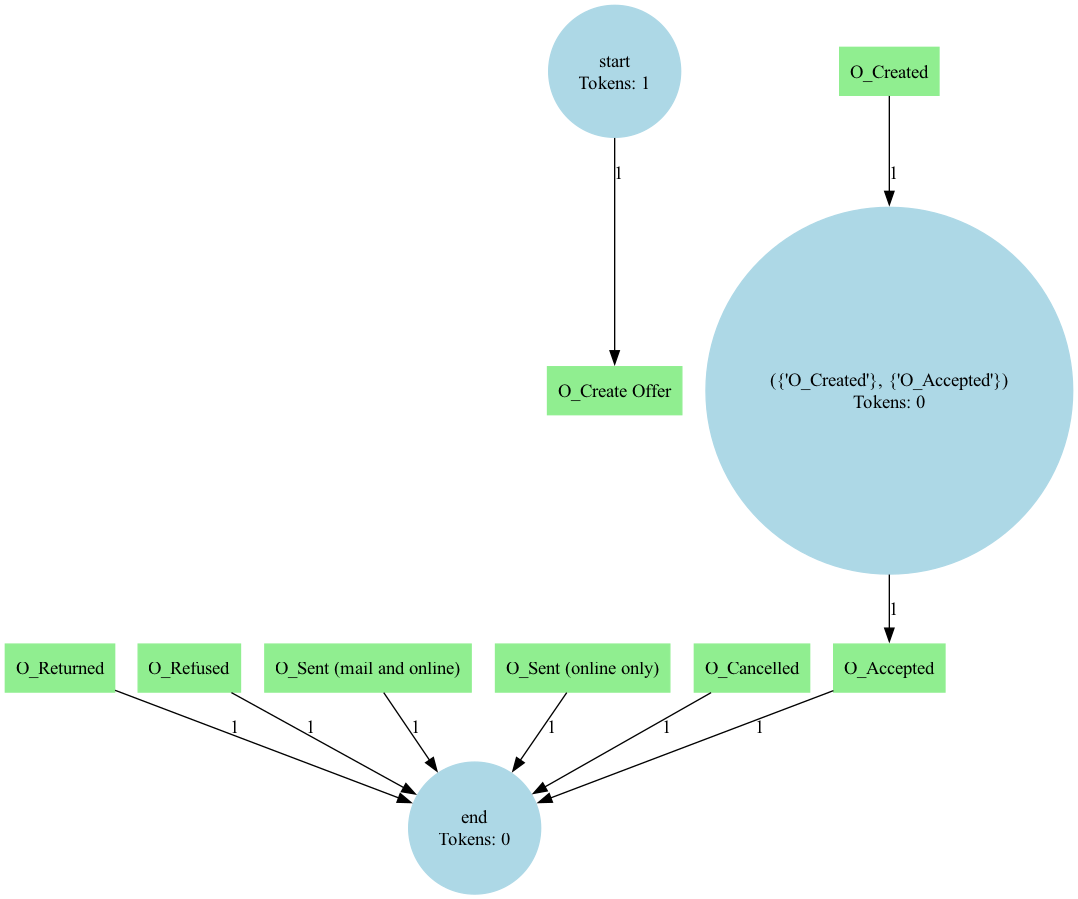 start
Tokens: 1
O_Created
1
1
({'O_Created'}, {'O_Accepted'})
Tokens: 0
O_Create Offer
1
O_Returned
O_Refused
O_Sent (mail and online)
O_Sent (online only)
O_Cancelled
O_Accepted
1
1
1
1
1
1
end
Tokens: 0